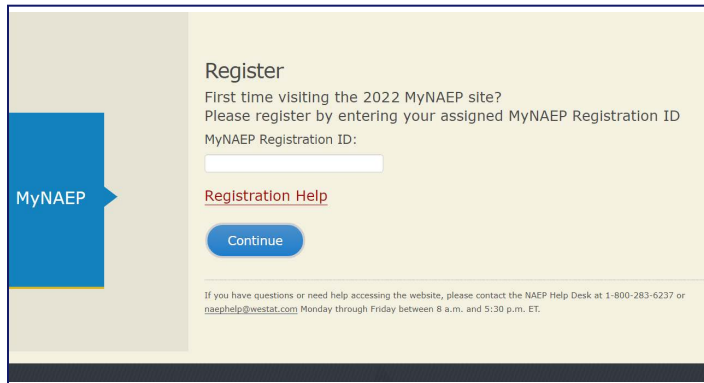 Register
First time visiting the 2022 MyNAEP site?
Please register by entering your assigned MyNAEP Registration ID
MyNAEP Registration ID:
MyNAEP
Registration Help
Continue
If you have questions or need help accessing the website, please contact the NAEP Help Desk at 1-800-283-6237 or
naephelp@westat.com Monday through Friday between 8 a.m. and 5:30 p.m. ET.